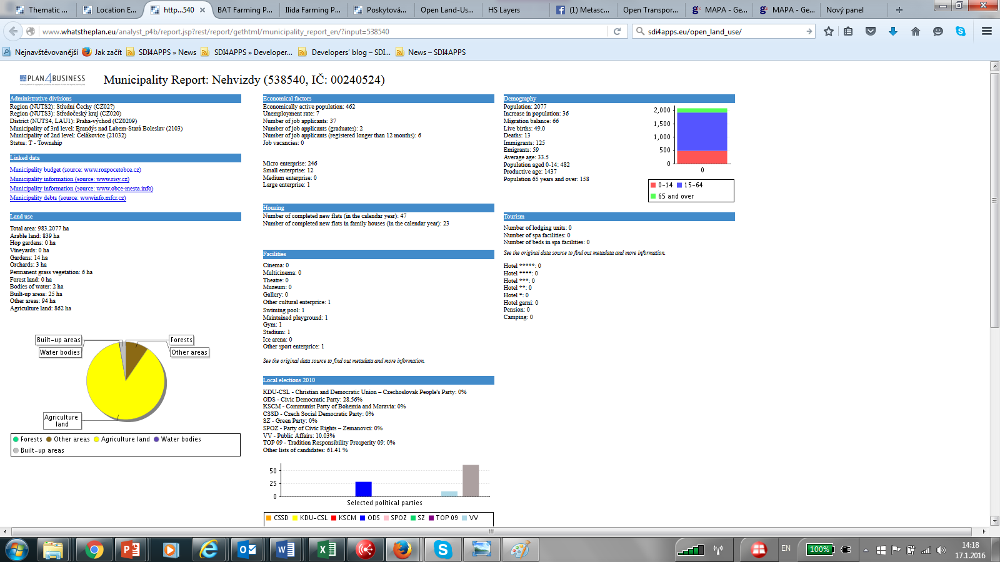 Thematic ...
Location E...
http...540
BAT Farming P...
Ilida Farming P...
Poskytová...
Open Land-Us...
HS Layers
(1) Metasc...
Open Transpor...
MAPA - Ge...
MAPA - Ge...
Nový panel
www.whatstheplan.eu/analyst_p4b/report.jsp?rest/report/gethtml/municipality_report_en/?input=538540
sdi4apps.eu/open_land_use/
Nejnavštěvovanější
Jak začít
SDI4APPS » News
SDI4APPS » Developer...
Developers' blog – SDI...
News – SDI4APPS
PLAN4BUSINESS
Municipality Report: Nehvizdy (538540, IČ: 00240524)
Administrative divisions
Region (NUTS2): Střední Čechy (CZ02?)
Region (NUTS3): Středočeský kraj (CZ020)
District (NUTS4, LAU1): Praha-východ (CZ0209)
Municipality of 3rd level: Brandýs nad Labem-Stará Boleslav (2103)
Municipality of 2nd level: Čelákovice (21032)
Status: T - Township
Linked data
Municipality budget (source: www.rozpocetobce.cz)
Municipality information (source: www.risy.cz)
Municipality information (source: www.obce-mesta.info)
Municipality debts (source: wwwinfo.mfcr.cz)
Land use
Total area: 983.2077 ha
Arable land: 839 ha
Hop gardens: 0 ha
Vineyards: 0 ha
Gardens: 14 ha
Orchards: 3 ha
Permanent grass vegetation: 6 ha
Forest land: 0 ha
Bodies of water: 2 ha
Built-up areas: 25 ha
Other areas: 94 ha
Agriculture land: 862 ha
Built-up areas
Water bodies
Forests
Other areas
Agriculture
land
Forests Other areas Agriculture land Water bodies
Built-up areas
Economical factors
Economically active population: 462
Unemployment rate: 7
Number of job applicants: 37
Number of job applicants (graduates): 2
Number of job applicants (registered longer than 12 months): 6
Job vacancies: 0
Micro enterprise: 246
Small enterprise: 12
Medium enterprise: 0
Large enterprise: 1
Housing
Number of completed new flats (in the calendar year): 47
Number of completed new flats in family houses (in the calendar year): 23
Facilities
Cinema: 0
Multicinema: 0
Theatre: 0
Muzeum: 0
Gallery: 0
Other cultural enterprice: 1
Swiming pool: 1
Maintained playground: 1
Gym: 1
Stadium: 1
Ice arena: 0
Other sport enterprice: 1
See the original data source to find out metadata and more information.
Local elections 2010
KDU-CSL - Christian and Democratic Union – Czechoslovak People's Party: 0%
ODS - Civic Democratic Party: 28.56%
KSCM - Communist Party of Bohemia and Moravia: 0%
CSSD - Czech Social Democratic Party: 0%
SZ - Green Party: 0%
SPOZ - Party of Civic Rights – Zemanovci: 0%
VV - Public Affairs: 10.03%
TOP 09 - Tradition Responsibility Prosperity 09: 0%
Other lists of candidates: 61.41 %
50
25
0
Selected political parties
CSSD KDU-CSL KSCM ODS SPOZ SZ TOP 09 VV
Demography
Population: 2077
Increase in population: 36
Migration balance: 66
Live births: 49.0
Deaths: 13
Immigrants: 125
Emigrants: 59
Average age: 33.5
Population aged 0-14: 482
Productive age: 1437
Population 65 years and over: 158
2,000
1,500
1,000
500
0
0
0-14 15-64
65 and over
Tourism
Number of lodging units: 0
Number of spa facilities: 0
Number of beds in spa facilities: 0
See the original data source to find out metadata and more information.
Hotel *****: 0
Hotel ****: 0
Hotel ***: 0
Hotel **: 0
Hotel *: 0
Hotel garni: 0
Pension: 0
Camping: 0
EN
100%
14:18
17.1.2016